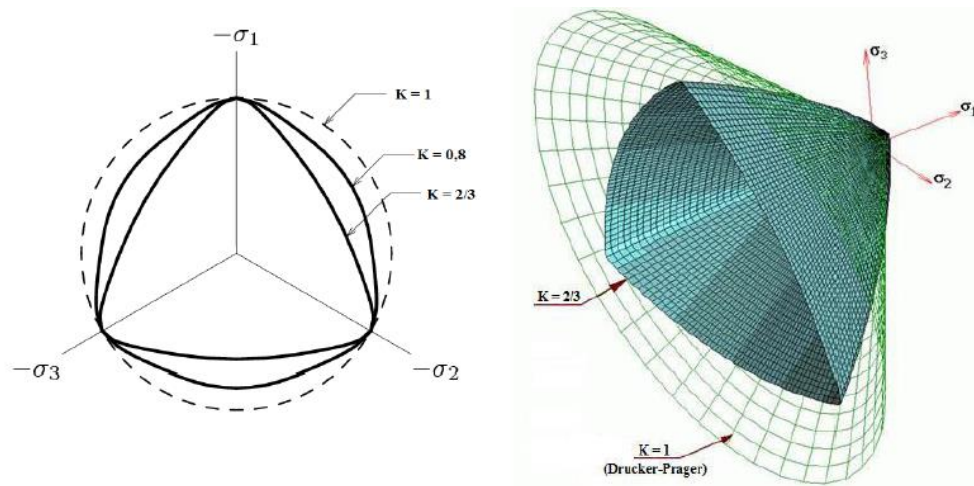 −σ1
K = 1
K = 0,8
K = 2/3
−σ3
−σ2
σ3
σ1
σ2
K = 2/3
K = 1
(Drucker-Prager)